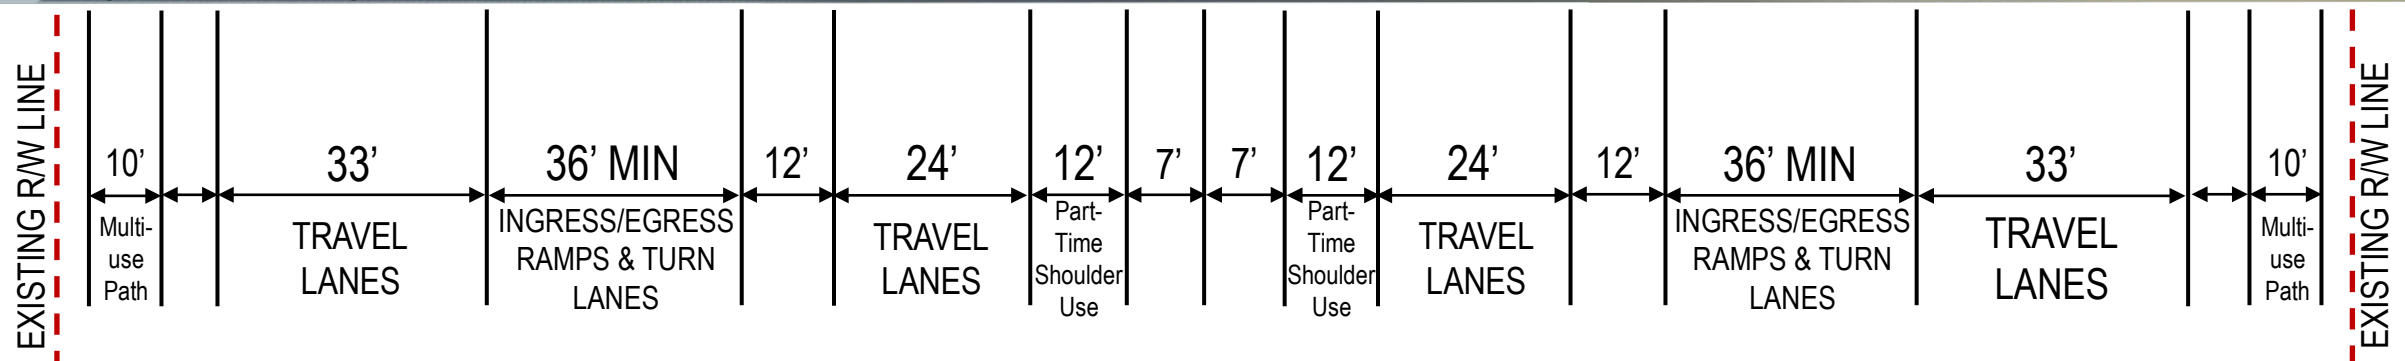 EXISTING R/W LINE
10’
33’
36’ MIN
12’
24’
12’
7’
7’
12’
24’
12’
36’ MIN
33’
10’
Multi-
use
Path
TRAVEL
LANES
INGRESS/EGRESS
RAMPS & TURN
LANES
TRAVEL
LANES
Part-
Time
Shoulder
Use
Part-
Time
Shoulder
Use
TRAVEL
LANES
INGRESS/EGRESS
RAMPS & TURN
LANES
TRAVEL
LANES
Multi-
use
Path
EXISTING R/W LINE